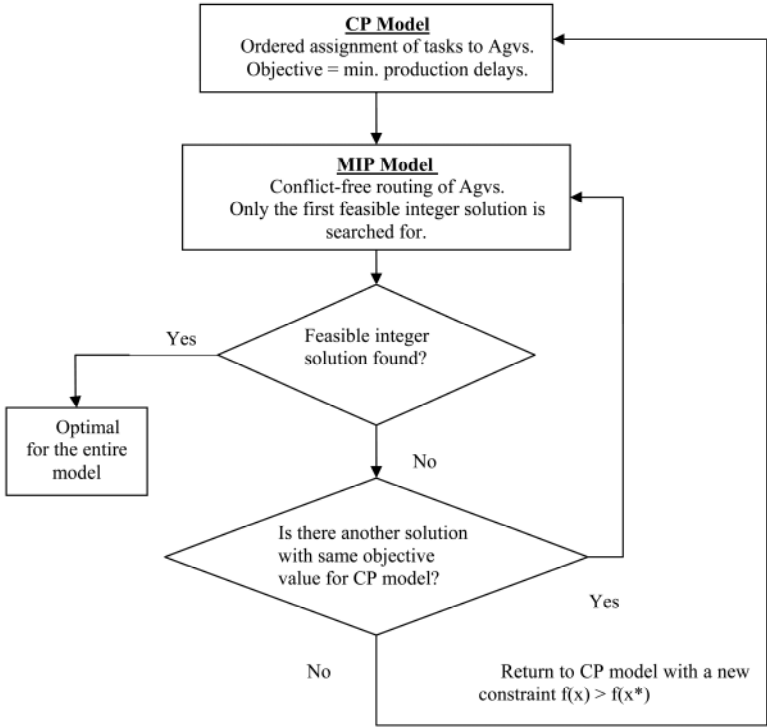 CP Model
Ordered assignment of tasks to Agvs.
Objective = min. production delays.
MIP Model
Conflict-free routing of Agvs.
Only the first feasible integer solution is
searched for.
Feasible integer
solution found?
Yes
Optimal
for the entire
model
No
Is there another solution
with same objective
value for CP model?
Yes
No
Return to CP model with a new
constraint f(x) > f(x*)